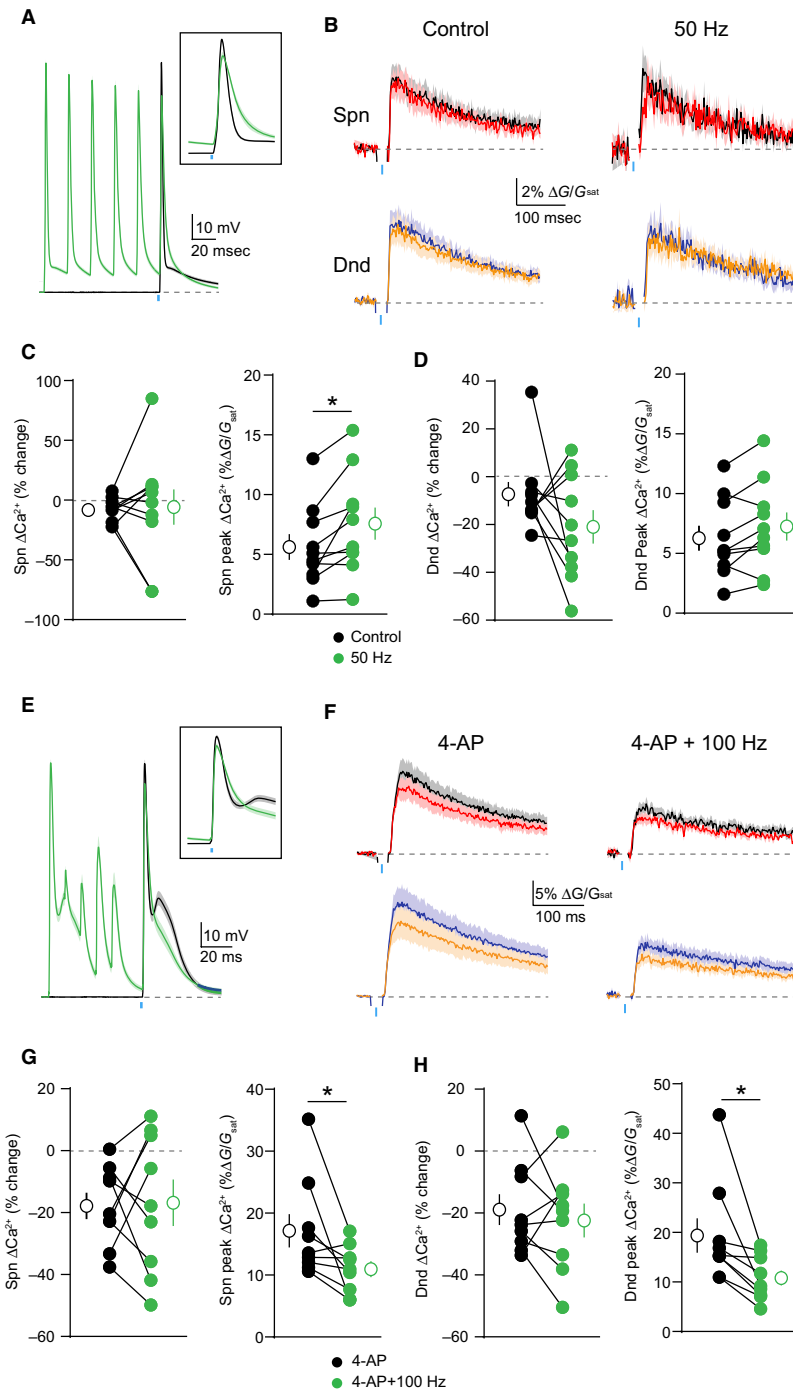 A
10 mV
20 msec
B
Control
50 Hz
Spn
2% ΔG/Gsat
100 msec
Dnd
C
Spn ΔCa2+ (% change)
100
50
0
–50
–100
Spn peak ΔCa2+ (%ΔG/Gsat)
20
15
10
5
0
*
D
Dnd ΔCa2+ (% change)
40
20
0
–20
–40
–60
Dnd Peak ΔCa2+ (%ΔG/Gsat)
20
15
10
5
0
Control
50 Hz
E
10 mV
20 ms
F
4-AP
4-AP + 100 Hz
5% ΔG/Gsat
100 ms
G
Spn ΔCa2+ (% change)
20
0
–20
–40
–60
Spn peak ΔCa2+ (%ΔG/Gsat)
40
30
20
10
0
*
H
Dnd ΔCa2+ (% change)
20
0
–20
–40
–60
Dnd peak ΔCa2+ (%ΔG/Gsat)
50
40
30
20
10
0
*
4-AP
4-AP+100 Hz